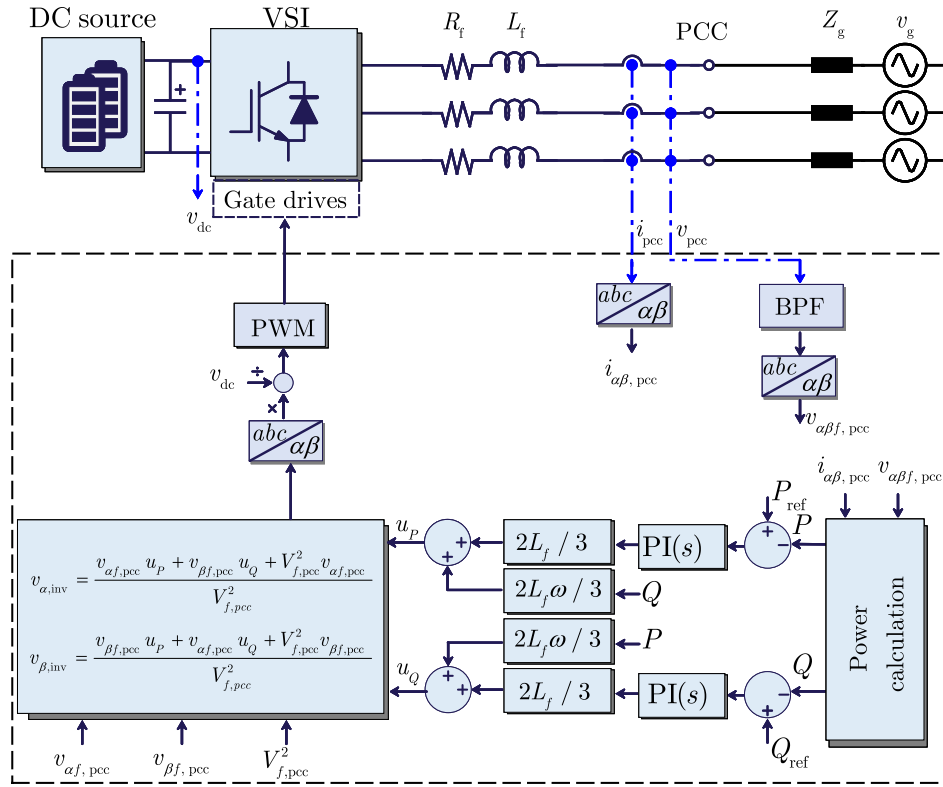 DC source
VSI
R_f
L_f
PCC
Z_g
v_g
+
Gate drives
v_dc
i_pcc
v_pcc
abc
αβ
BPF
PWM
i_αβ, pcc
abc
αβ
v_dc
÷
×
v_αβf, pcc
abc
αβ
i_αβ, pcc
v_αβf, pcc
P_ref
P
u_P
+
+
2L_f / 3
PI(s)
+
−
2L_f ω / 3
Q
v_α,inv = (v_αf,pcc u_P + v_βf,pcc u_Q + V²_f,pcc v_αf,pcc) / V²_f,pcc
v_β,inv = (v_βf,pcc u_P + v_αf,pcc u_Q + V²_f,pcc v_βf,pcc) / V²_f,pcc
Power
calculation
2L_f ω / 3
P
u_Q
+
+
2L_f / 3
PI(s)
−
+
Q
Q_ref
v_αf, pcc
v_βf, pcc
V²_f,pcc